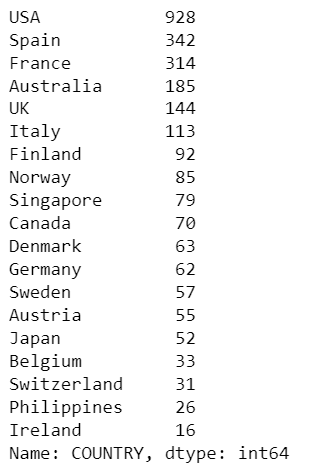 USA 928
Spain 342
France 314
Australia 185
UK 144
Italy 113
Finland 92
Norway 85
Singapore 79
Canada 70
Denmark 63
Germany 62
Sweden 57
Austria 55
Japan 52
Belgium 33
Switzerland 31
Philippines 26
Ireland 16
Name: COUNTRY, dtype: int64